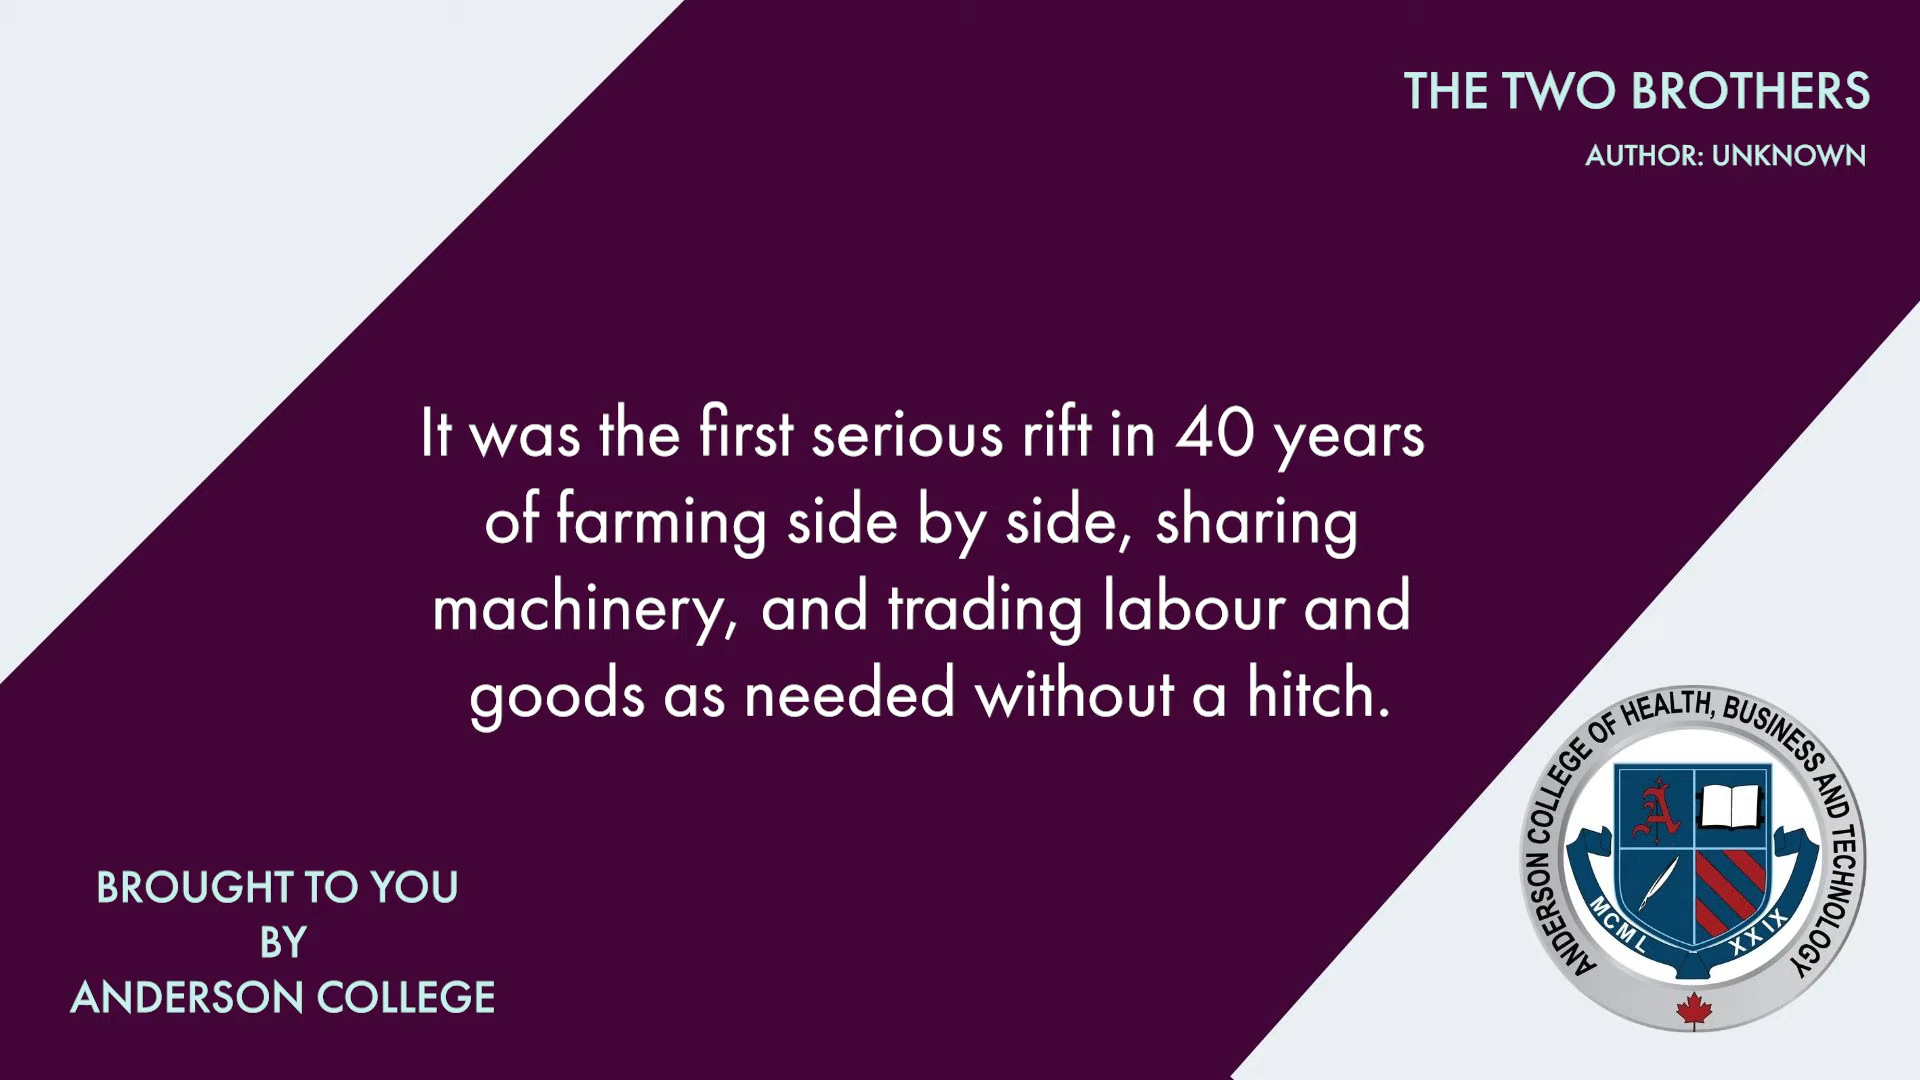 THE TWO BROTHERS
AUTHOR: UNKNOWN
It was the first serious rift in 40 years
of farming side by side, sharing
machinery, and trading labour and
goods as needed without a hitch.
BROUGHT TO YOU
BY
ANDERSON COLLEGE
ANDERSON COLLEGE OF HEALTH, BUSINESS AND TECHNOLOGY
A
MCML XXIX